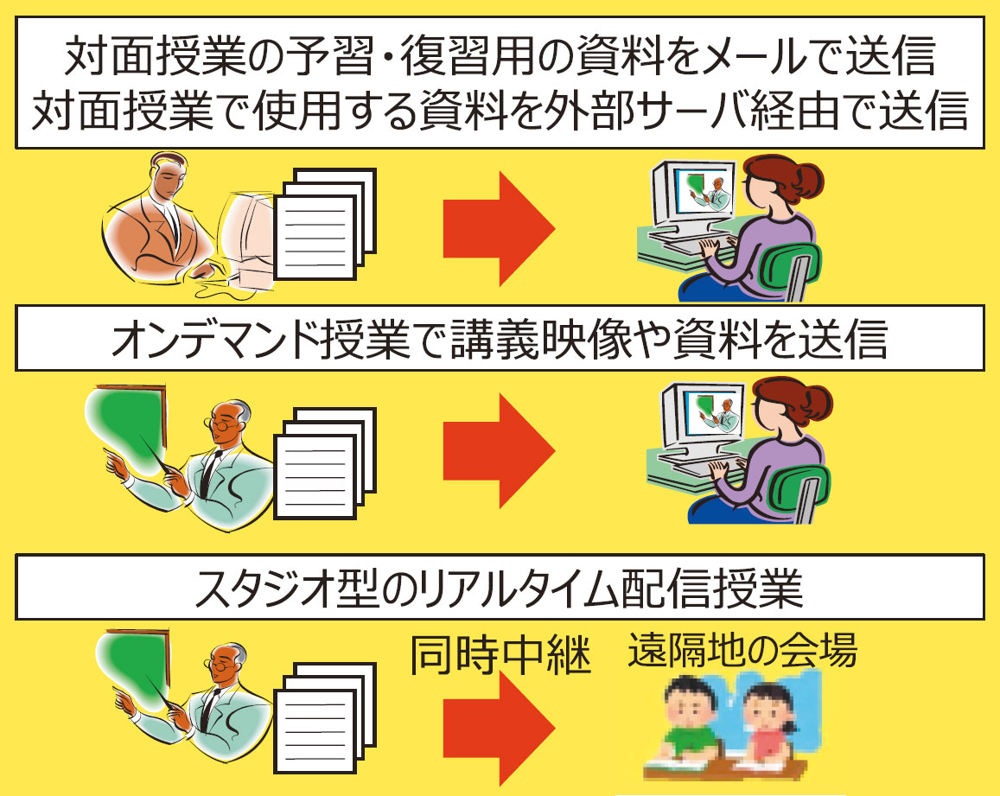 対面授業の予習・復習用の資料をメールで送信
対面授業で使用する資料を外部サーバ経由で送信
オンデマンド授業で講義映像や資料を送信
スタジオ型のリアルタイム配信授業
同時中継
遠隔地の会場